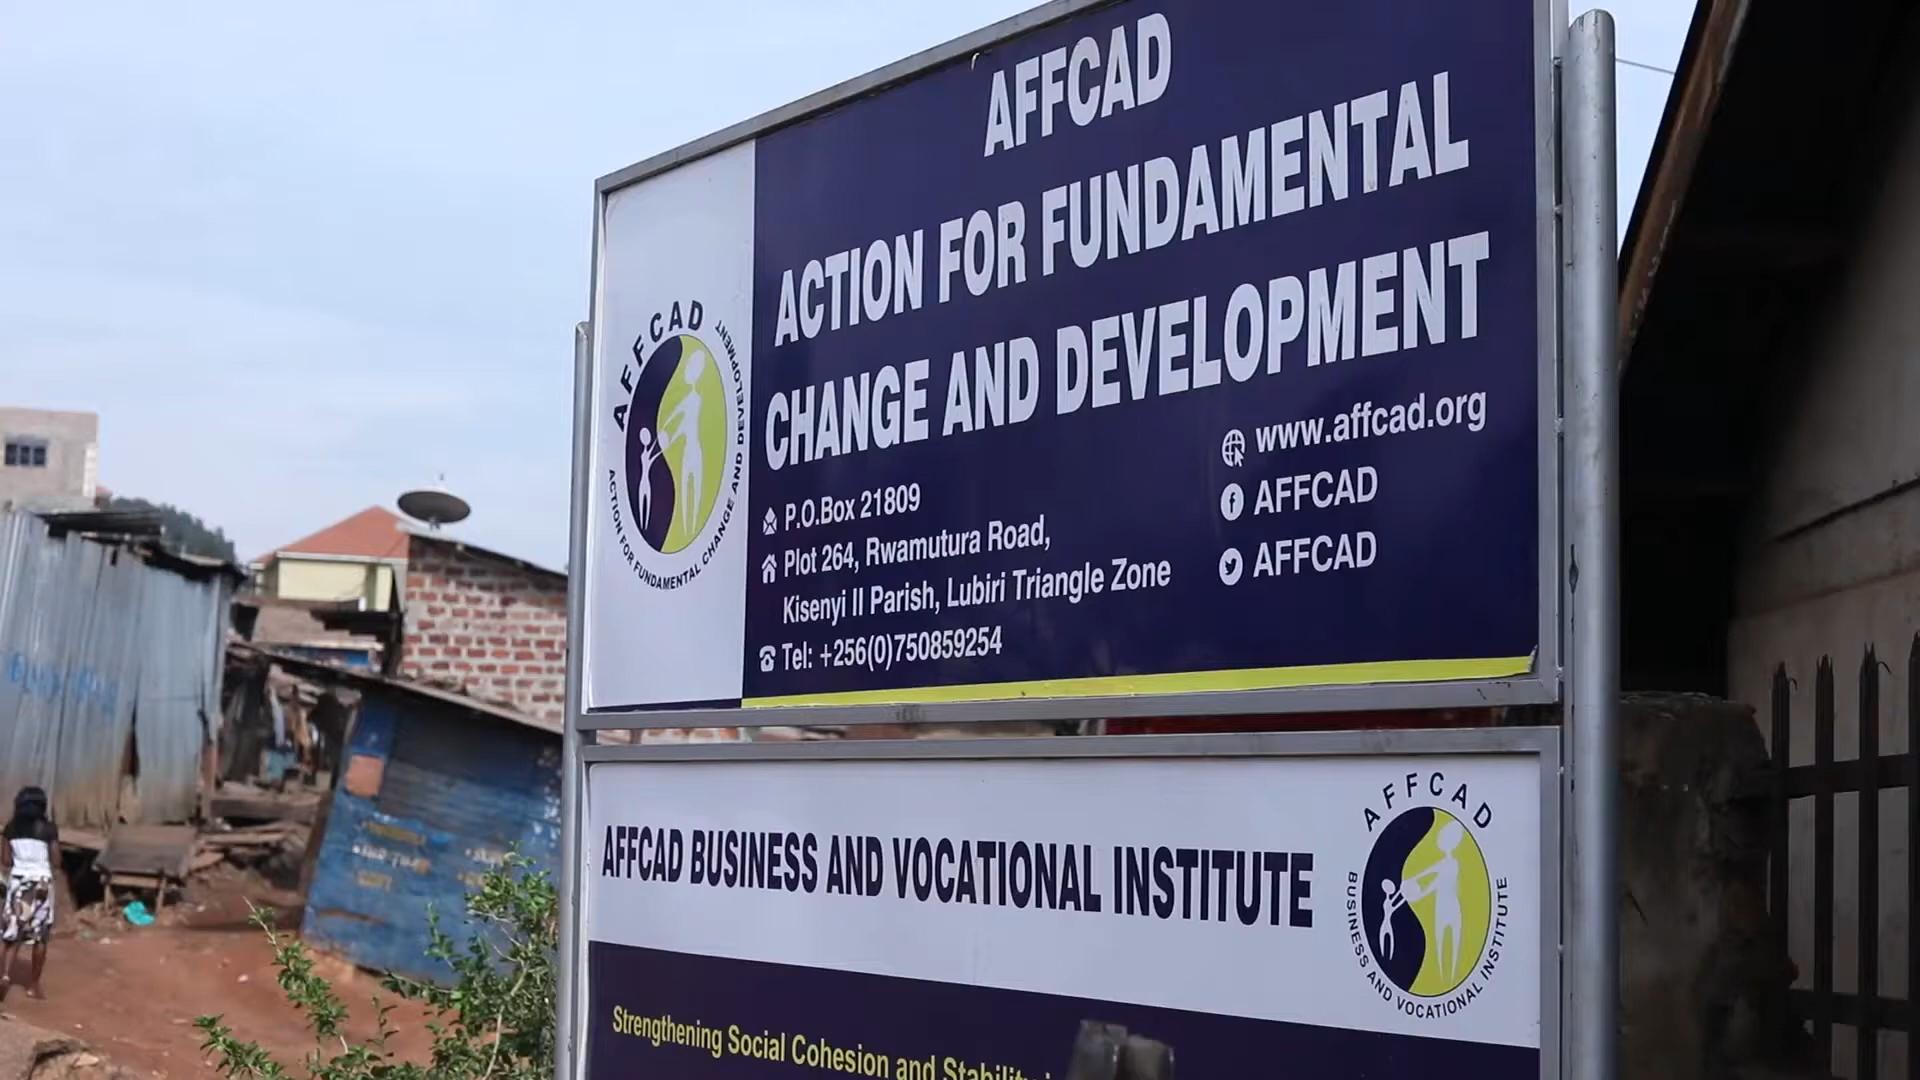 AFFCAD
ACTION FOR FUNDAMENTAL
CHANGE AND DEVELOPMENT
AFFCAD
ACTION FOR FUNDAMENTAL CHANGE AND DEVELOPMENT
www.affcad.org
AFFCAD
AFFCAD
P.O.Box 21809
Plot 264, Rwamutura Road,
Kisenyi II Parish, Lubiri Triangle Zone
Tel: +256(0)750859254
AFFCAD BUSINESS AND VOCATIONAL INSTITUTE
AFFCAD
BUSINESS AND VOCATIONAL INSTITUTE
Strengthening Social Cohesion and Stability